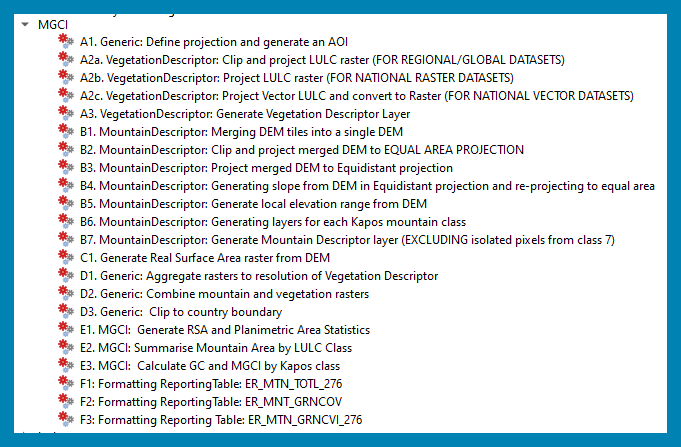 MGCI
A1. Generic: Define projection and generate an AOI
A2a. VegetationDescriptor: Clip and project LULC raster (FOR REGIONAL/GLOBAL DATASETS)
A2b. VegetationDescriptor: Project LULC raster (FOR NATIONAL RASTER DATASETS)
A2c. VegetationDescriptor: Project Vector LULC and convert to Raster (FOR NATIONAL VECTOR DATASETS)
A3. VegetationDescriptor: Generate Vegetation Descriptor Layer
B1. MountainDescriptor: Merging DEM tiles into a single DEM
B2. MountainDescriptor: Clip and project merged DEM to EQUAL AREA PROJECTION
B3. MountainDescriptor: Project merged DEM to Equidistant projection
B4. MountainDescriptor: Generating slope from DEM in Equidistant projection and re-projecting to equal area
B5. MountainDescriptor: Generate local elevation range from DEM
B6. MountainDescriptor: Generating layers for each Kapos mountain class
B7. MountainDescriptor: Generate Mountain Descriptor layer (EXCLUDING isolated pixels from class 7)
C1. Generate Real Surface Area raster from DEM
D1. Generic: Aggregate rasters to resolution of Vegetation Descriptor
D2. Generic: Combine mountain and vegetation rasters
D3. Generic:  Clip to country boundary
E1. MGCI:  Generate RSA and Planimetric Area Statistics
E2. MGCI: Summarise Mountain Area by LULC Class
E3. MGCI:  Calculate GC and MGCI by Kapos class
F1: Formatting ReportingTable: ER_MTN_TOTL_276
F2: Formatting ReportingTable: ER_MNT_GRNCOV
F3: Formatting Reporting Table: ER_MTN_GRNCVI_276